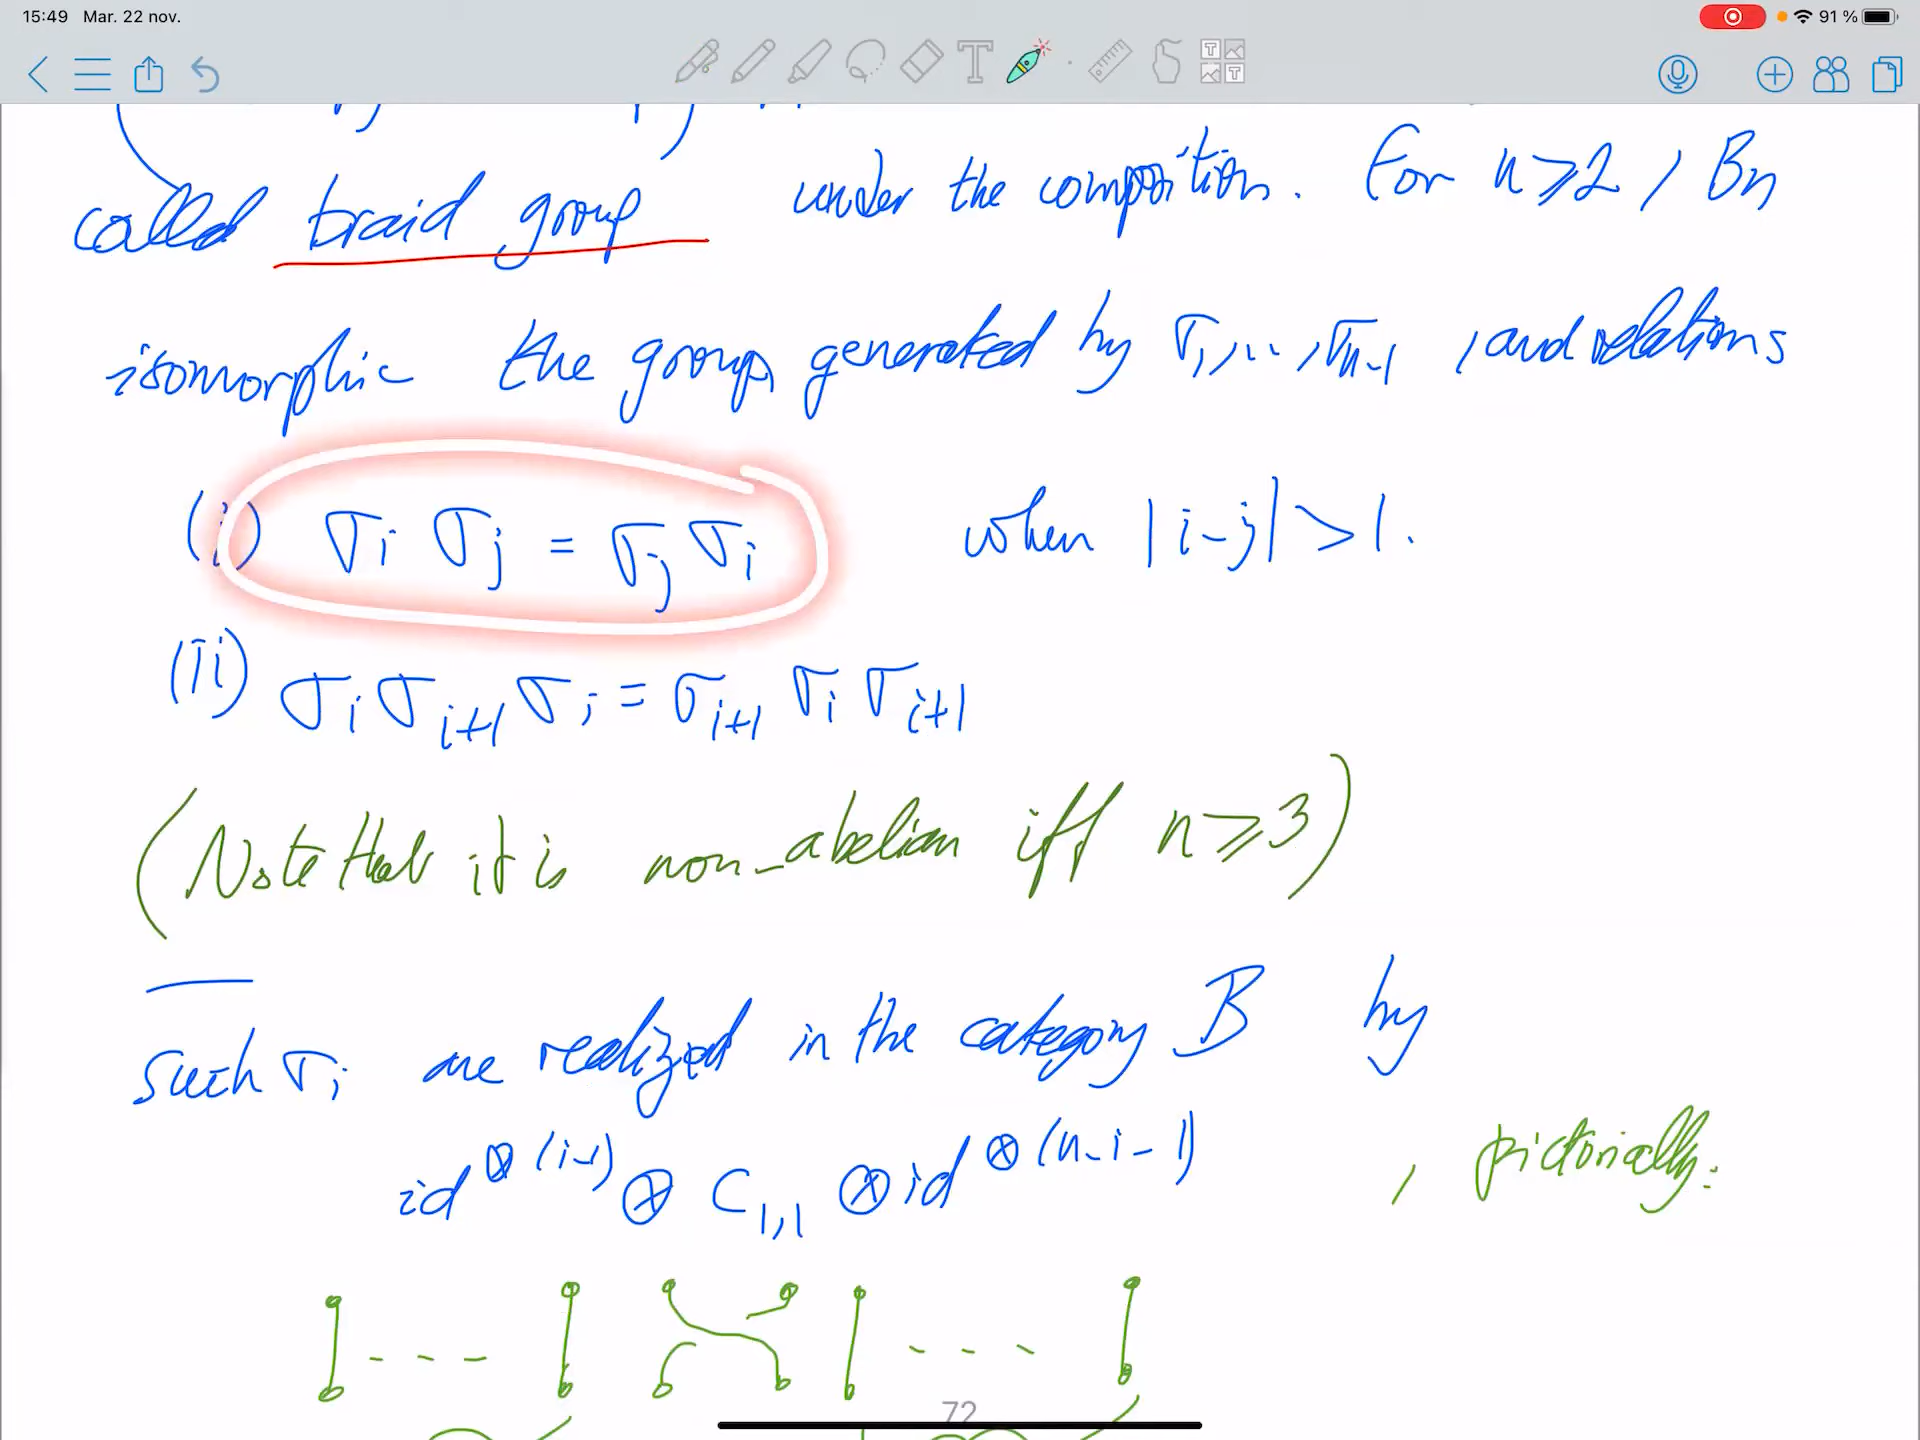 15:49 Mar. 22 nov. 91 %
called braid group under the composition. For n ⩾ 2, Bn
isomorphic the group generated by σ1, .., σn-1, and relations
(i) σi σj = σj σi when |i-j| > 1.
(ii) σi σi+1 σi = σi+1 σi σi+1
(Note that it is non-abelian iff n ⩾ 3)
such σi are realized in the category B by
id⊗(i-1) ⊗ C1,1 ⊗ id⊗(n-i-1) , pictorially:
72